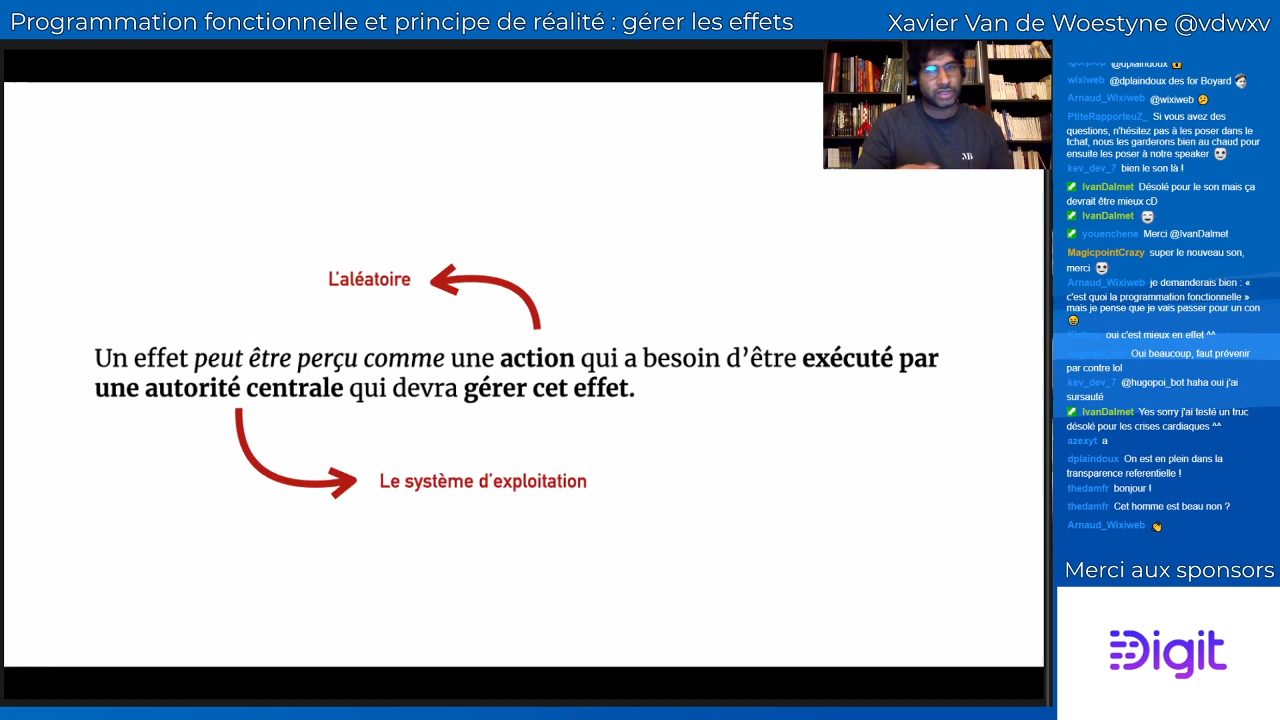 Programmation fonctionnelle et principe de réalité : gérer les effets
Xavier Van de Woestyne @vdwxv
L'aléatoire
Un effet peut être perçu comme une action qui a besoin d'être exécuté par
une autorité centrale qui devra gérer cet effet.
Le système d'exploitation
@dplaindoux
wixiweb @dplaindoux des for Boyard
Arnaud_Wixiweb @wixiweb
PtiteRapporteuZ_ Si vous avez des
questions, n'hésitez pas à les poser dans le
tchat, nous les garderons bien au chaud pour
ensuite les poser à notre speaker
kev_dev_7 bien le son là !
IvanDalmet Désolé pour le son mais ça
devrait être mieux cD
IvanDalmet
youenchene Merci @IvanDalmet
MagicpointCrazy super le nouveau son,
merci
Arnaud_Wixiweb je demanderais bien : «
c'est quoi la programmation fonctionnelle »
mais je pense que je vais passer pour un con
oui c'est mieux en effet ^^
Oui beaucoup, faut prévenir
par contre lol
kev_dev_7 @hugopoi_bot haha oui j'ai
sursauté
IvanDalmet Yes sorry j'ai testé un truc
désolé pour les crises cardiaques ^^
azexyt a
dplaindoux On est en plein dans la
transparence referentielle !
thedamfr bonjour !
thedamfr Cet homme est beau non ?
Arnaud_Wixiweb
Merci aux sponsors
Digit